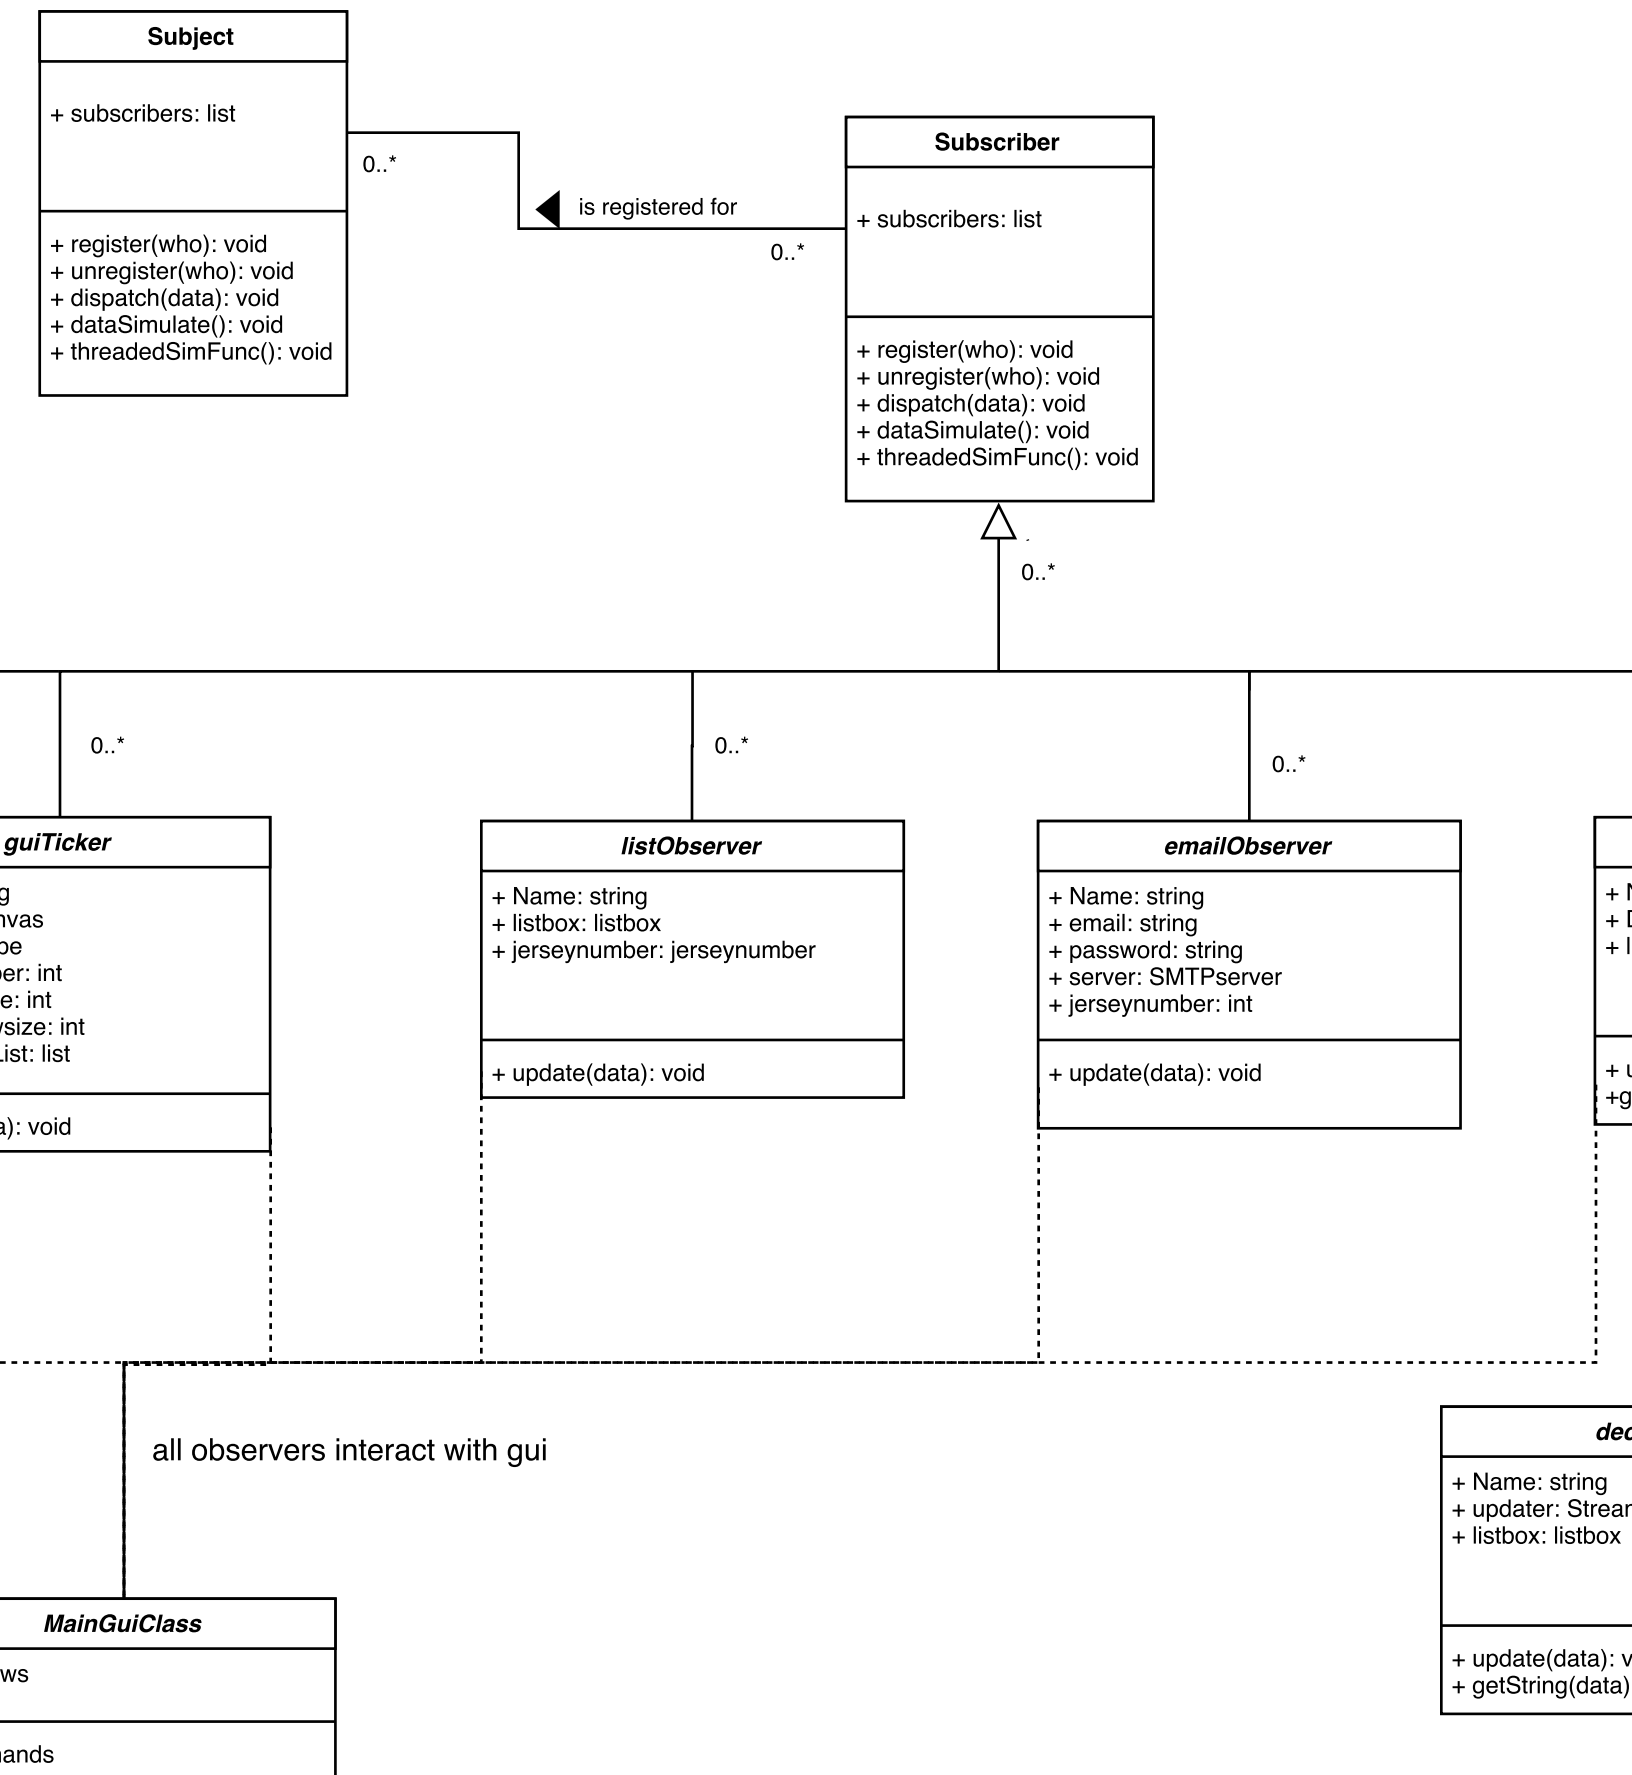 Subject
+ subscribers: list
+ register(who): void
+ unregister(who): void
+ dispatch(data): void
+ dataSimulate(): void
+ threadedSimFunc(): void
0..*
is registered for
0..*
Subscriber
+ subscribers: list
+ register(who): void
+ unregister(who): void
+ dispatch(data): void
+ dataSimulate(): void
+ threadedSimFunc(): void
0..*
0..*
0..*
0..*
guiTicker
int
e: int
size: int
List: list
): void
listObserver
+ Name: string
+ listbox: listbox
+ jerseynumber: jerseynumber
+ update(data): void
emailObserver
+ Name: string
+ email: string
+ password: string
+ server: SMTPserver
+ jerseynumber: int
+ update(data): void
all observers interact with gui
MainGuiClass
+ Name: string
+ updater:
+ listbox: listbox
+ update(data):
+ getString(data)